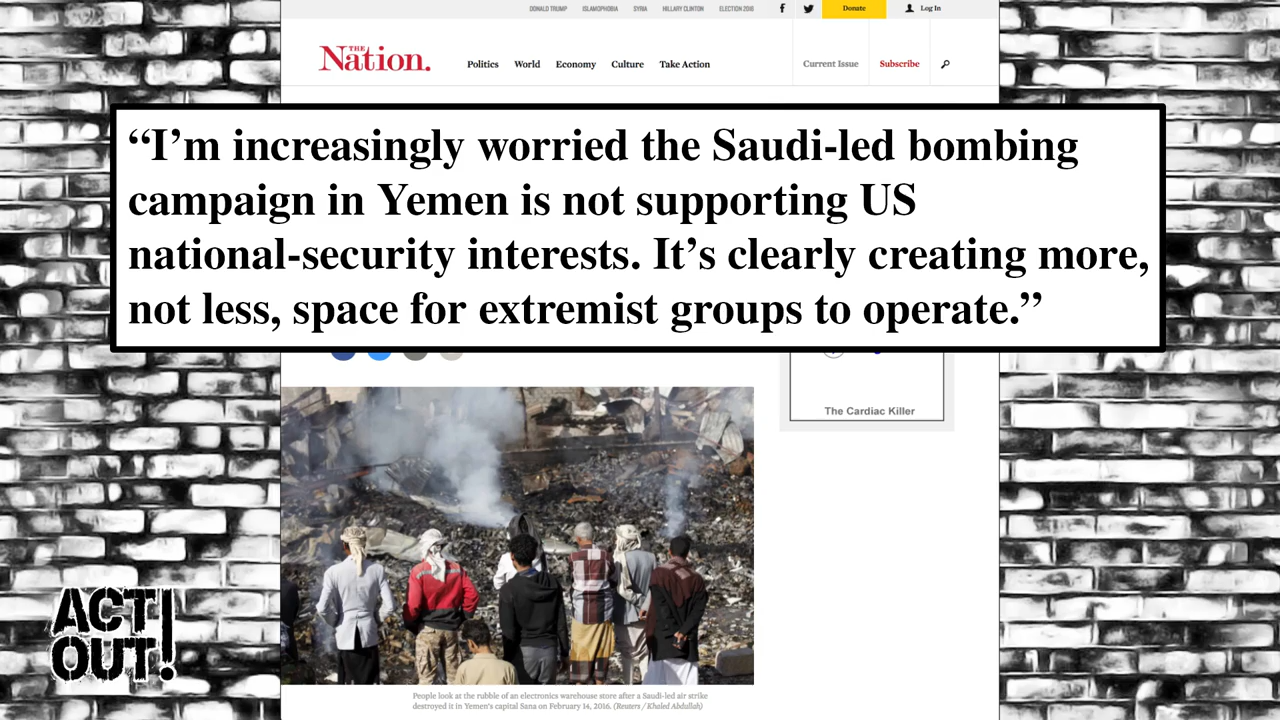 DONALD TRUMP ISLAMOPHOBIA SYRIA HILLARY CLINTON ELECTION 2016 Donate Log In
THE Nation. Politics World Economy Culture Take Action Current Issue Subscribe
“I’m increasingly worried the Saudi-led bombing
campaign in Yemen is not supporting US
national-security interests. It’s clearly creating more,
not less, space for extremist groups to operate.”
The Cardiac Killer
ACT
OUT!
People look at the rubble of an electronics warehouse store after a Saudi-led air strike
destroyed it in Yemen's capital Sana on February 14, 2016. (Reuters / Khaled Abdullah)